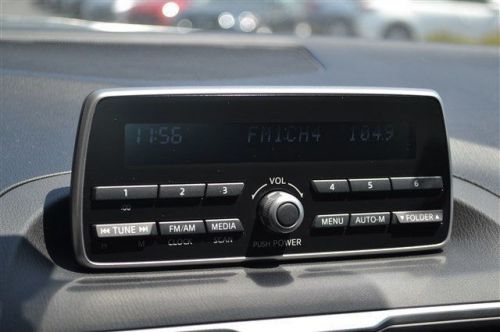 11:56 FM1CH4 104.9
VOL
1 2 3 4 5 6
:00
|◄◄ TUNE ►►| FM/AM MEDIA MENU AUTO-M ▼ FOLDER ▲
H M CLOCK SCAN PUSH POWER